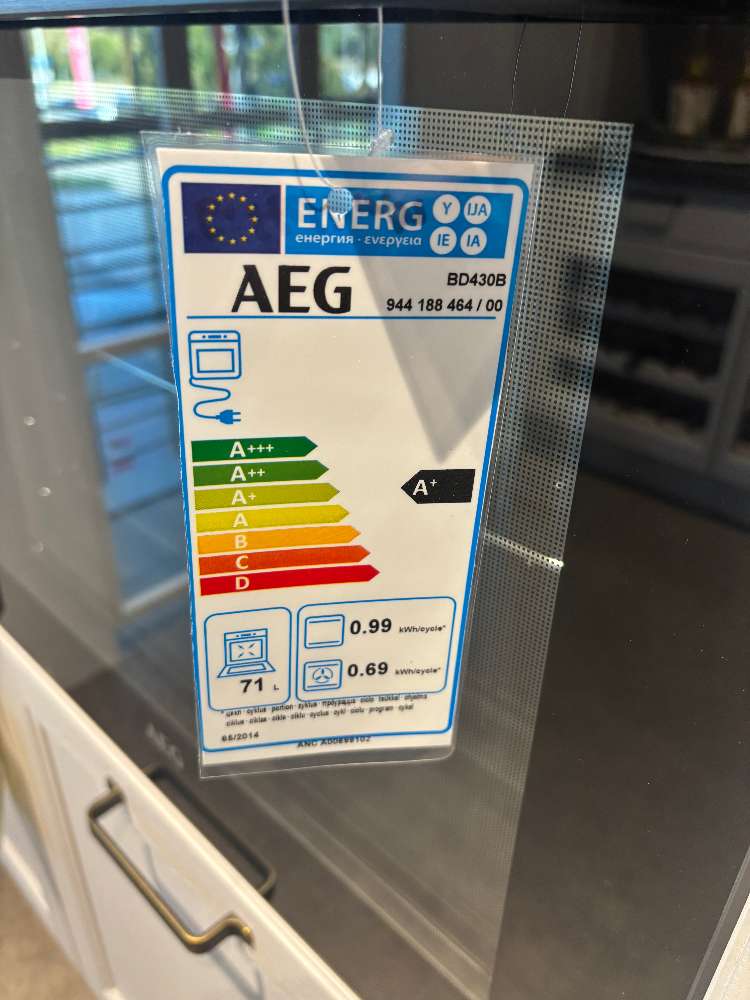 ENERG
енергия · ενεργεια
Y
IJA
IE
IA
AEG
BD430B
944 188 464 / 00
A+++
A++
A+
A
B
C
D
A+
0.99 kWh/cycle*
71 L
0.69 kWh/cycle*
65/2014
AEG